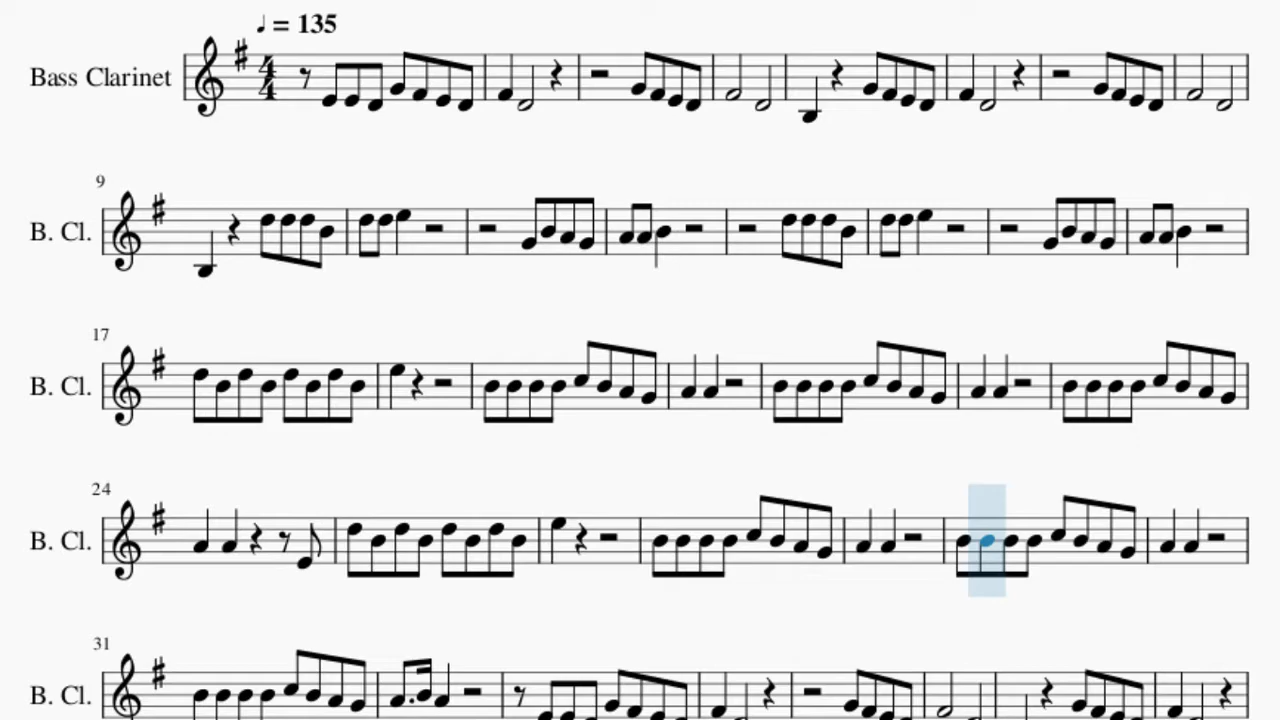 ♩ = 135
Bass Clarinet
4
4
9
B. Cl.
17
B. Cl.
24
B. Cl.
31
B. Cl.